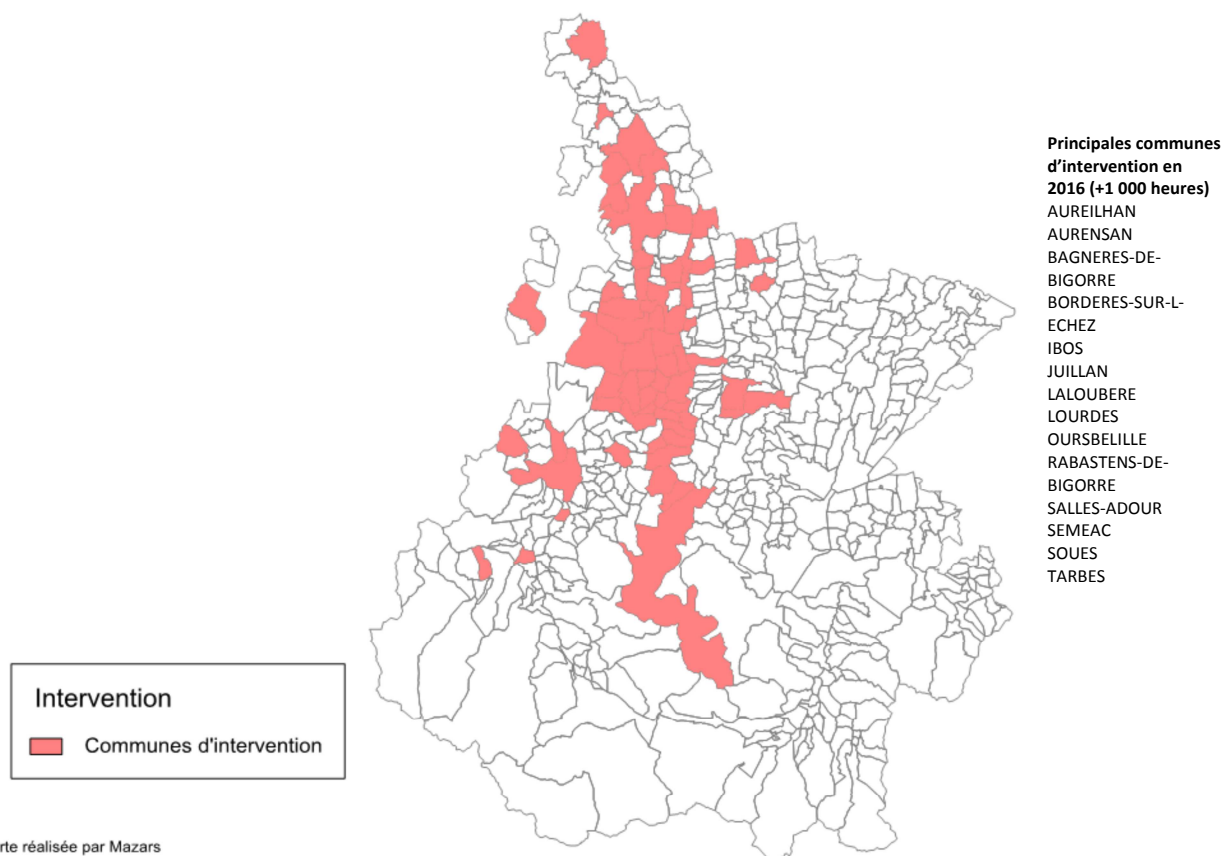 Principales communes
d'intervention en
2016 (+1 000 heures)
AUREILHAN
AURENSAN
BAGNERES-DE-
BIGORRE
BORDERES-SUR-L-
ECHEZ
IBOS
JUILLAN
LALOUBERE
LOURDES
OURSBELILLE
RABASTENS-DE-
BIGORRE
SALLES-ADOUR
SEMEAC
SOUES
TARBES
Intervention
Communes d'intervention
rte réalisée par Mazars